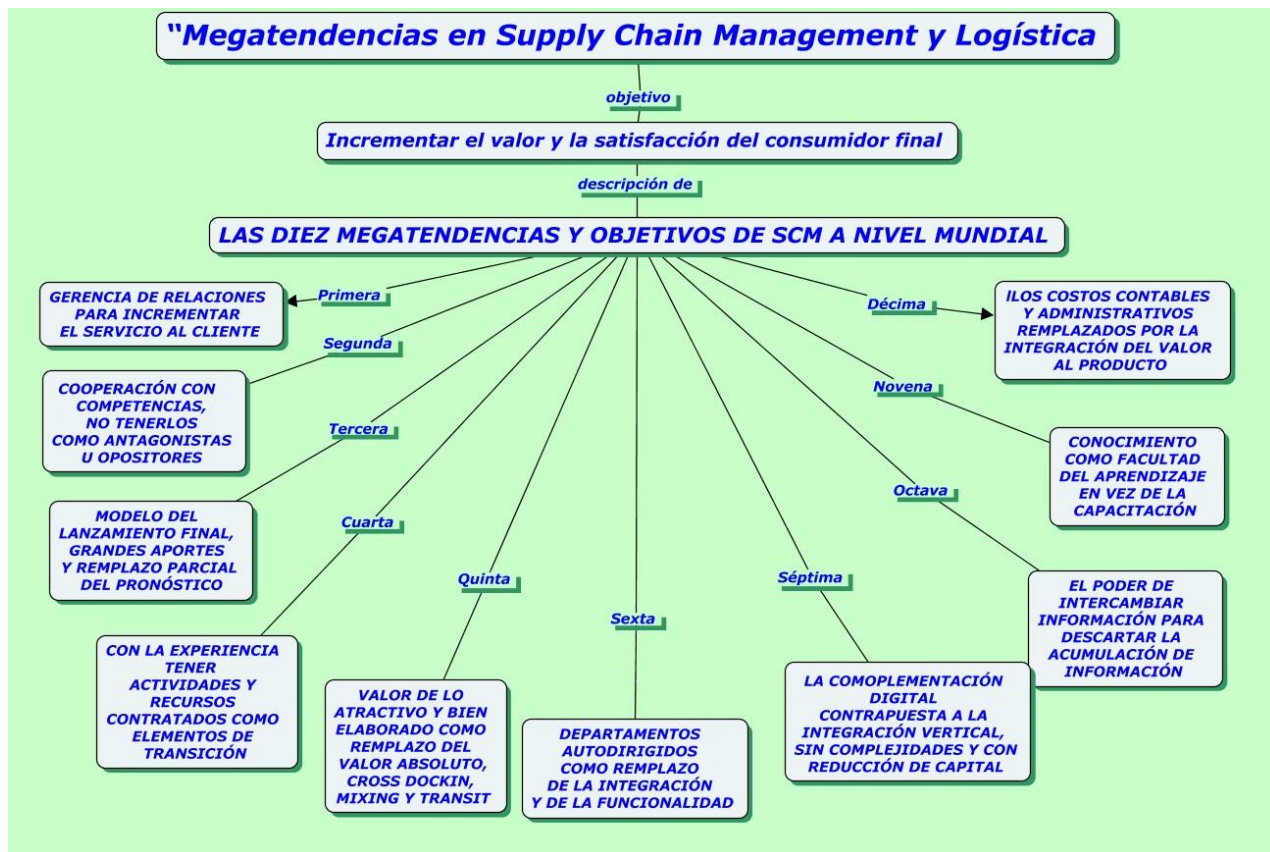 “Megatendencias en Supply Chain Management y Logística
objetivo
Incrementar el valor y la satisfacción del consumidor final
descripción de
LAS DIEZ MEGATENDENCIAS Y OBJETIVOS DE SCM A NIVEL MUNDIAL
Primera
GERENCIA DE RELACIONES
PARA INCREMENTAR
EL SERVICIO AL CLIENTE
Segunda
COOPERACIÓN CON
COMPETENCIAS,
NO TENERLOS
COMO ANTAGONISTAS
U OPOSITORES
Tercera
MODELO DEL
LANZAMIENTO FINAL,
GRANDES APORTES
Y REMPLAZO PARCIAL
DEL PRONÓSTICO
Cuarta
CON LA EXPERIENCIA
TENER
ACTIVIDADES Y
RECURSOS
CONTRATADOS COMO
ELEMENTOS DE
TRANSICIÓN
Quinta
VALOR DE LO
ATRACTIVO Y BIEN
ELABORADO COMO
REMPLAZO DEL
VALOR ABSOLUTO,
CROSS DOCKIN,
MIXING Y TRANSIT
Sexta
DEPARTAMENTOS
AUTODIRIGIDOS
COMO REMPLAZO
DE LA INTEGRACIÓN
Y DE LA FUNCIONALIDAD
Séptima
LA COMOPLEMENTACIÓN
DIGITAL
CONTRAPUESTA A LA
INTEGRACIÓN VERTICAL,
SIN COMPLEJIDADES Y CON
REDUCCIÓN DE CAPITAL
Octava
EL PODER DE
INTERCAMBIAR
INFORMACIÓN PARA
DESCARTAR LA
ACUMULACIÓN DE
INFORMACIÓN
Novena
CONOCIMIENTO
COMO FACULTAD
DEL APRENDIZAJE
EN VEZ DE LA
CAPACITACIÓN
Décima
ILOS COSTOS CONTABLES
Y ADMINISTRATIVOS
REMPLAZADOS POR LA
INTEGRACIÓN DEL VALOR
AL PRODUCTO